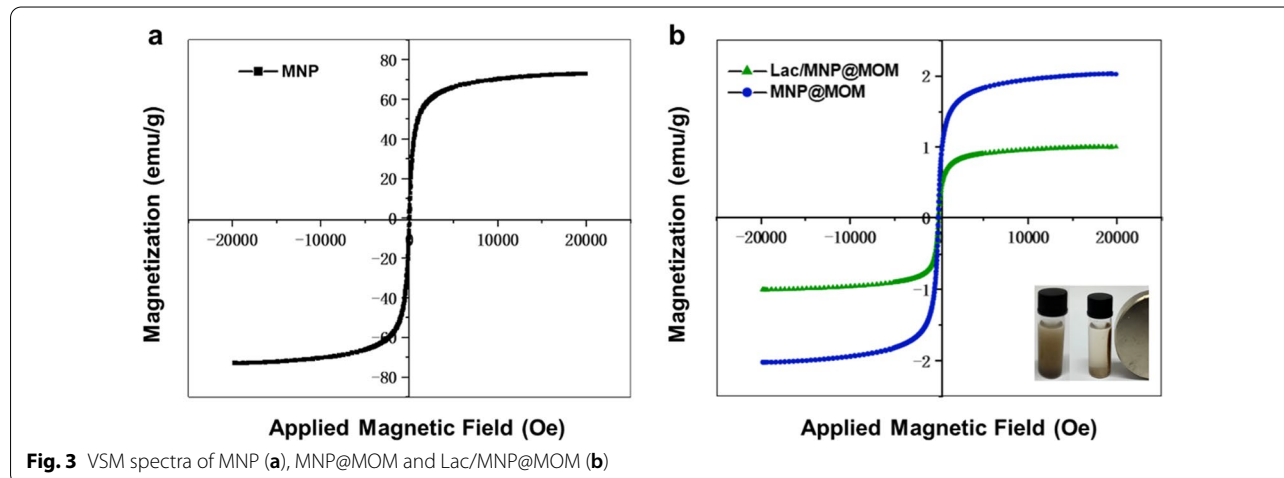 a
MNP
Magnetization (emu/g)
80
60
40
20
0
−20
−40
−60
−80
−20000
−10000
10000
20000
Applied Magnetic Field (Oe)
b
Lac/MNP@MOM
MNP@MOM
Magnetization (emu/g)
2
1
0
−1
−2
−20000
−10000
10000
20000
Applied Magnetic Field (Oe)
Fig. 3 VSM spectra of MNP (a), MNP@MOM and Lac/MNP@MOM (b)